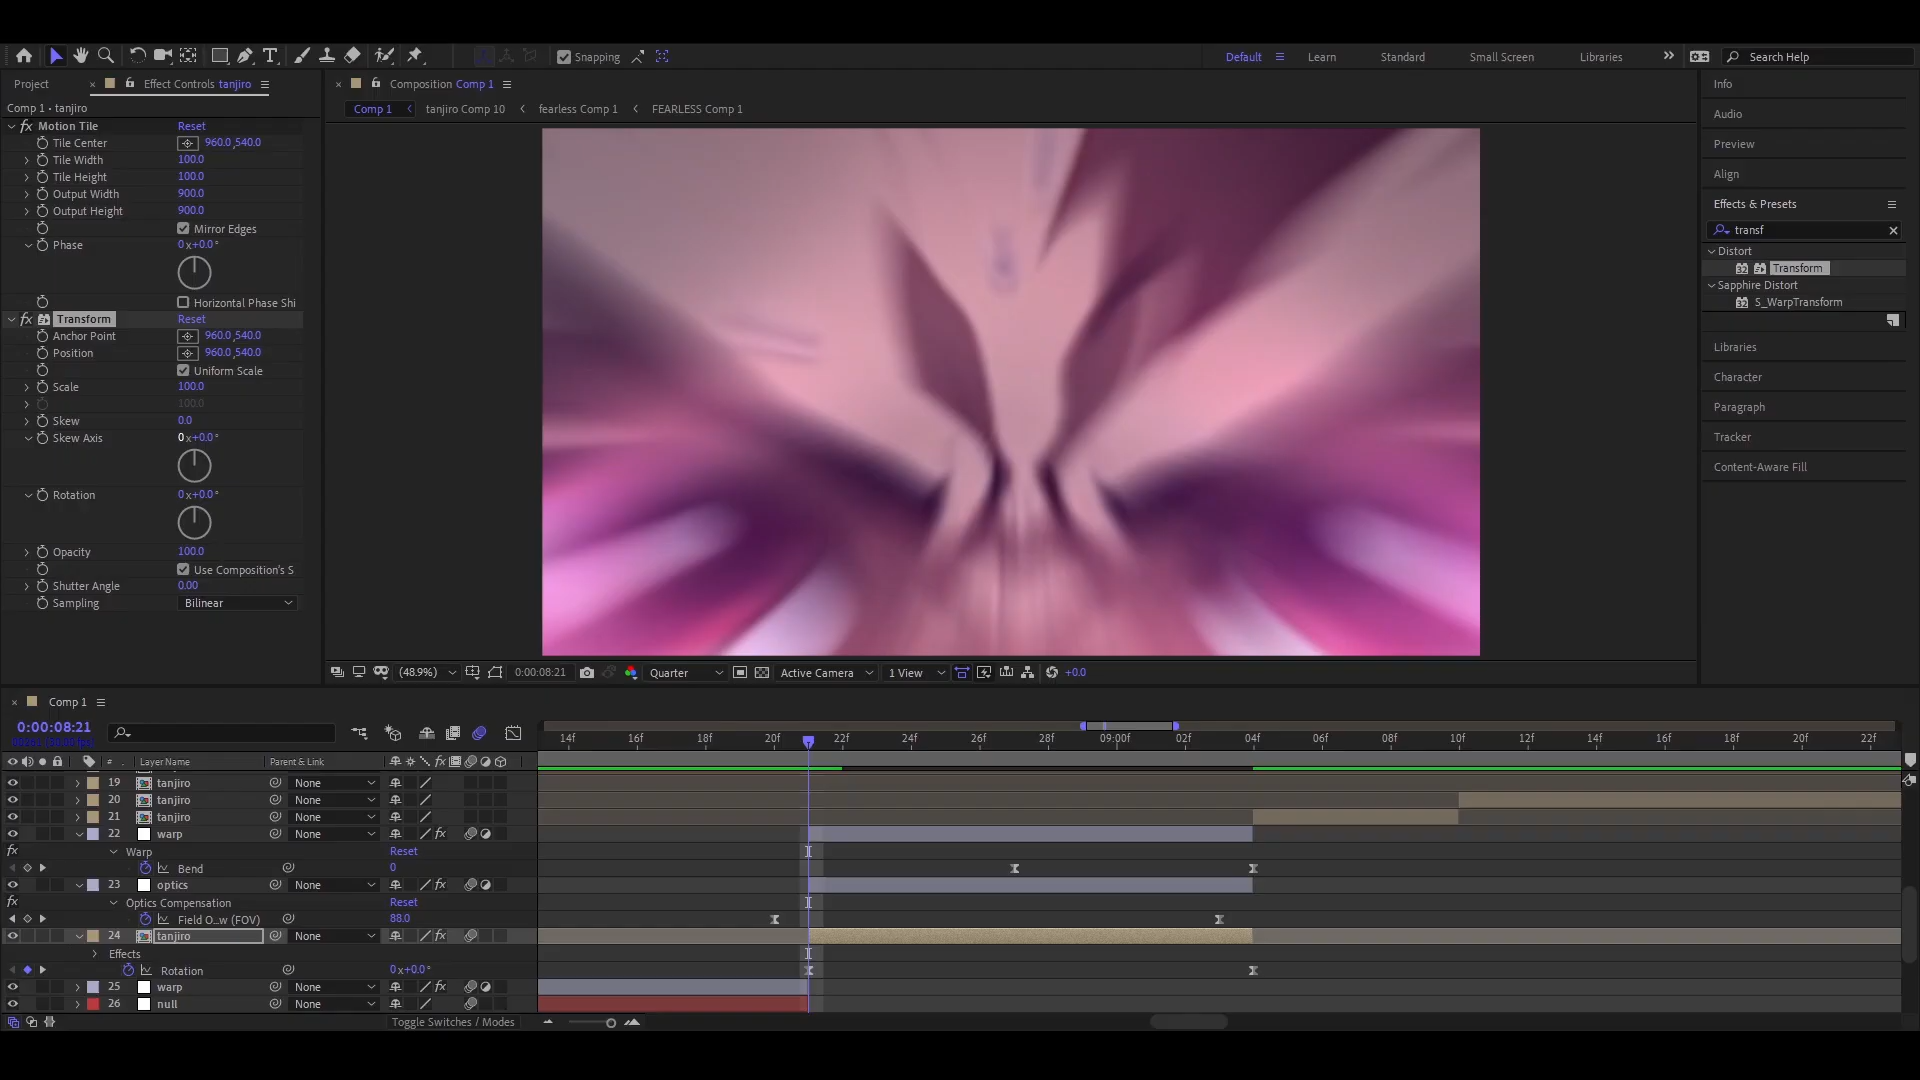 Snapping
Default
Learn
Standard
Small Screen
Libraries
Search Help
Project
Effect Controls tanjiro
Composition Comp 1
Info
Comp 1 · tanjiro
Comp 1
tanjiro Comp 10
fearless Comp 1
FEARLESS Comp 1
Audio
Preview
Align
Effects & Presets
transf
Distort
Transform
Sapphire Distort
S_WarpTransform
Libraries
Character
Paragraph
Tracker
Content-Aware Fill
fx Motion Tile Reset
Tile Center 960.0,540.0
Tile Width 100.0
Tile Height 100.0
Output Width 900.0
Output Height 900.0
Mirror Edges
Phase 0x+0.0°
Horizontal Phase Shi
fx Transform Reset
Anchor Point 960.0,540.0
Position 960.0,540.0
Uniform Scale
Scale 100.0
100.0
Skew 0.0
Skew Axis 0x+0.0°
Rotation 0x+0.0°
Opacity 100.0
Use Composition's S
Shutter Angle 0.00
Sampling Bilinear
(48.9%) 0:00:08:21 Quarter Active Camera 1 View +0.0
Comp 1
0:00:08:21
14f 16f 18f 20f 22f 24f 26f 28f 09:00f 02f 04f 06f 08f 10f 12f 14f 16f 18f 20f 22f
# Layer Name Parent & Link fx
19 tanjiro None
20 tanjiro None
21 tanjiro None
22 warp None fx
fx Warp Reset
Bend 0
23 optics None fx
fx Optics Compensation Reset
Field O...w (FOV) 88.0
24 tanjiro None fx
Effects
Rotation 0x+0.0°
25 warp None fx
26 null None
Toggle Switches / Modes